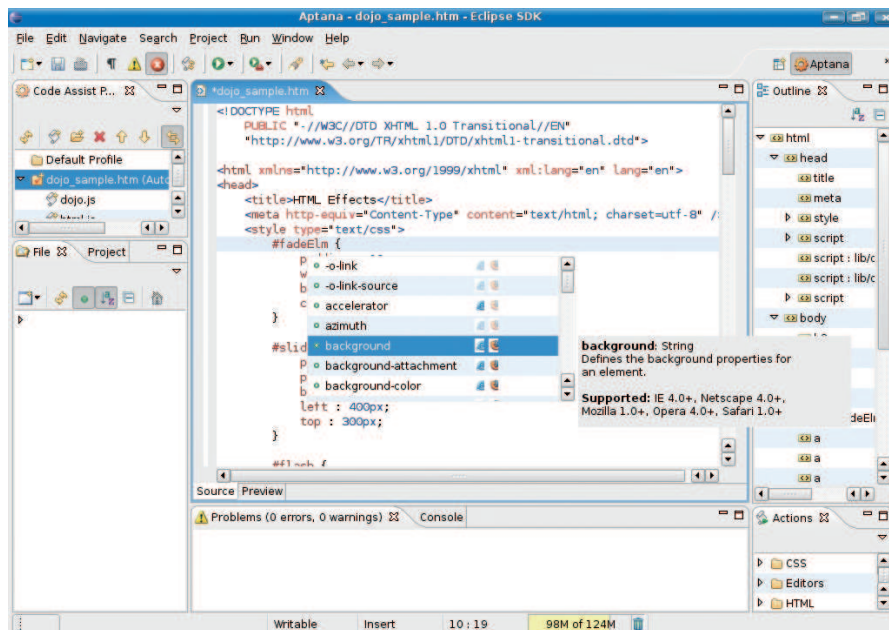 Aptana - dojo_sample.htm - Eclipse SDK
File Edit Navigate Search Project Run Window Help
Aptana
Code Assist P...
Default Profile
dojo_sample.htm (Auto
dojo.js
File Project
*dojo_sample.htm
<!DOCTYPE html
PUBLIC "-//W3C//DTD XHTML 1.0 Transitional//EN"
"http://www.w3.org/TR/xhtml1/DTD/xhtml1-transitional.dtd">
<html xmlns="http://www.w3.org/1999/xhtml" xml:lang="en" lang="en">
<head>
<title>HTML Effects</title>
<meta http-equiv="Content-Type" content="text/html; charset=utf-8" /
<style type="text/css">
#fadeElm {
p
w
b
c
}
#slid
p
p
b
left : 400px;
top : 300px;
}
#flash {
-o-link
-o-link-source
accelerator
azimuth
background
background-attachment
background-color
background: String
Defines the background properties for
an element.
Supported: IE 4.0+, Netscape 4.0+,
Mozilla 1.0+, Opera 4.0+, Safari 1.0+
Source Preview
Outline
html
head
title
meta
style
script
script : lib/c
script : lib/c
script
body
a
a
a
Problems (0 errors, 0 warnings) Console
Actions
CSS
Editors
HTML
Writable Insert 10 : 19 98M of 124M